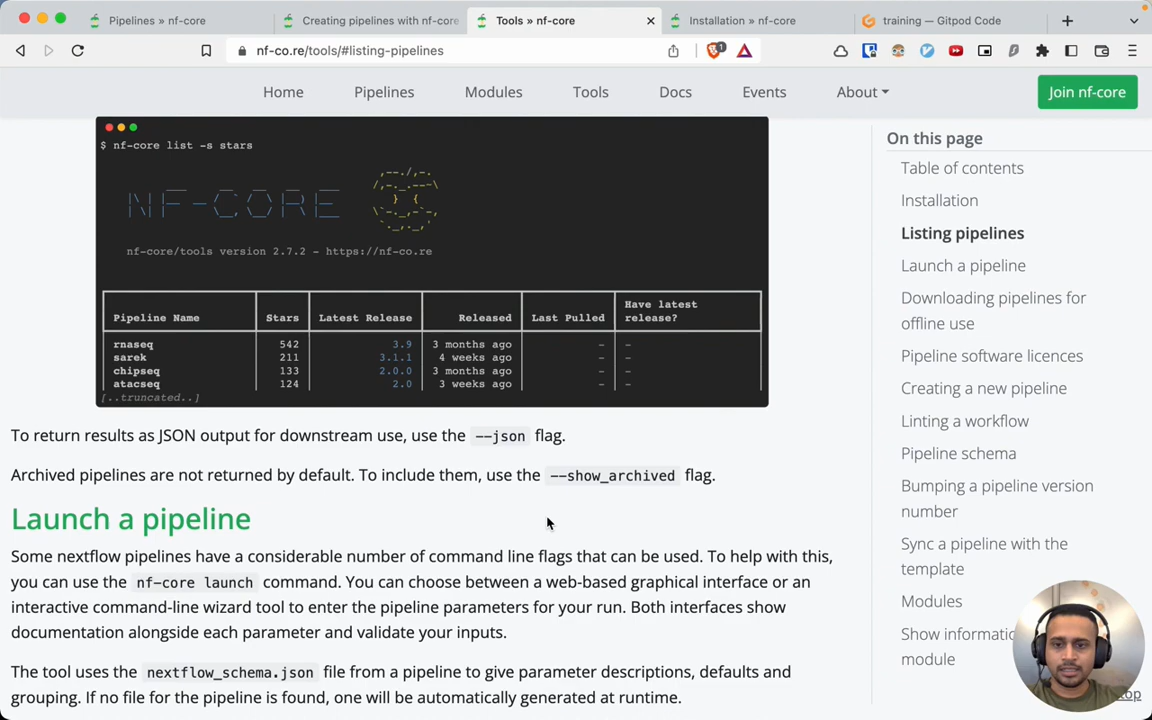 Pipelines » nf-core
Creating pipelines with nf-core
Tools » nf-core
Installation » nf-core
training — Gitpod Code
nf-co.re/tools/#listing-pipelines
1
Home
Pipelines
Modules
Tools
Docs
Events
About
Join nf-core
$ nf-core list -s stars
nf-core/tools version 2.7.2 - https://nf-co.re
Pipeline Name Stars Latest Release Released Last Pulled Have latest
release?
rnaseq 542 3.9 3 months ago - -
sarek 211 3.1.1 4 weeks ago - -
chipseq 133 2.0.0 3 months ago - -
atacseq 124 2.0 3 weeks ago - -
[..truncated..]
To return results as JSON output for downstream use, use the --json flag.
Archived pipelines are not returned by default. To include them, use the --show_archived flag.
Launch a pipeline
Some nextflow pipelines have a considerable number of command line flags that can be used. To help with this,
you can use the nf-core launch command. You can choose between a web-based graphical interface or an
interactive command-line wizard tool to enter the pipeline parameters for your run. Both interfaces show
documentation alongside each parameter and validate your inputs.
The tool uses the nextflow_schema.json file from a pipeline to give parameter descriptions, defaults and
grouping. If no file for the pipeline is found, one will be automatically generated at runtime.
On this page
Table of contents
Installation
Listing pipelines
Launch a pipeline
Downloading pipelines for
offline use
Pipeline software licences
Creating a new pipeline
Linting a workflow
Pipeline schema
Bumping a pipeline version
number
Sync a pipeline with the
template
Modules
Show informatio
module